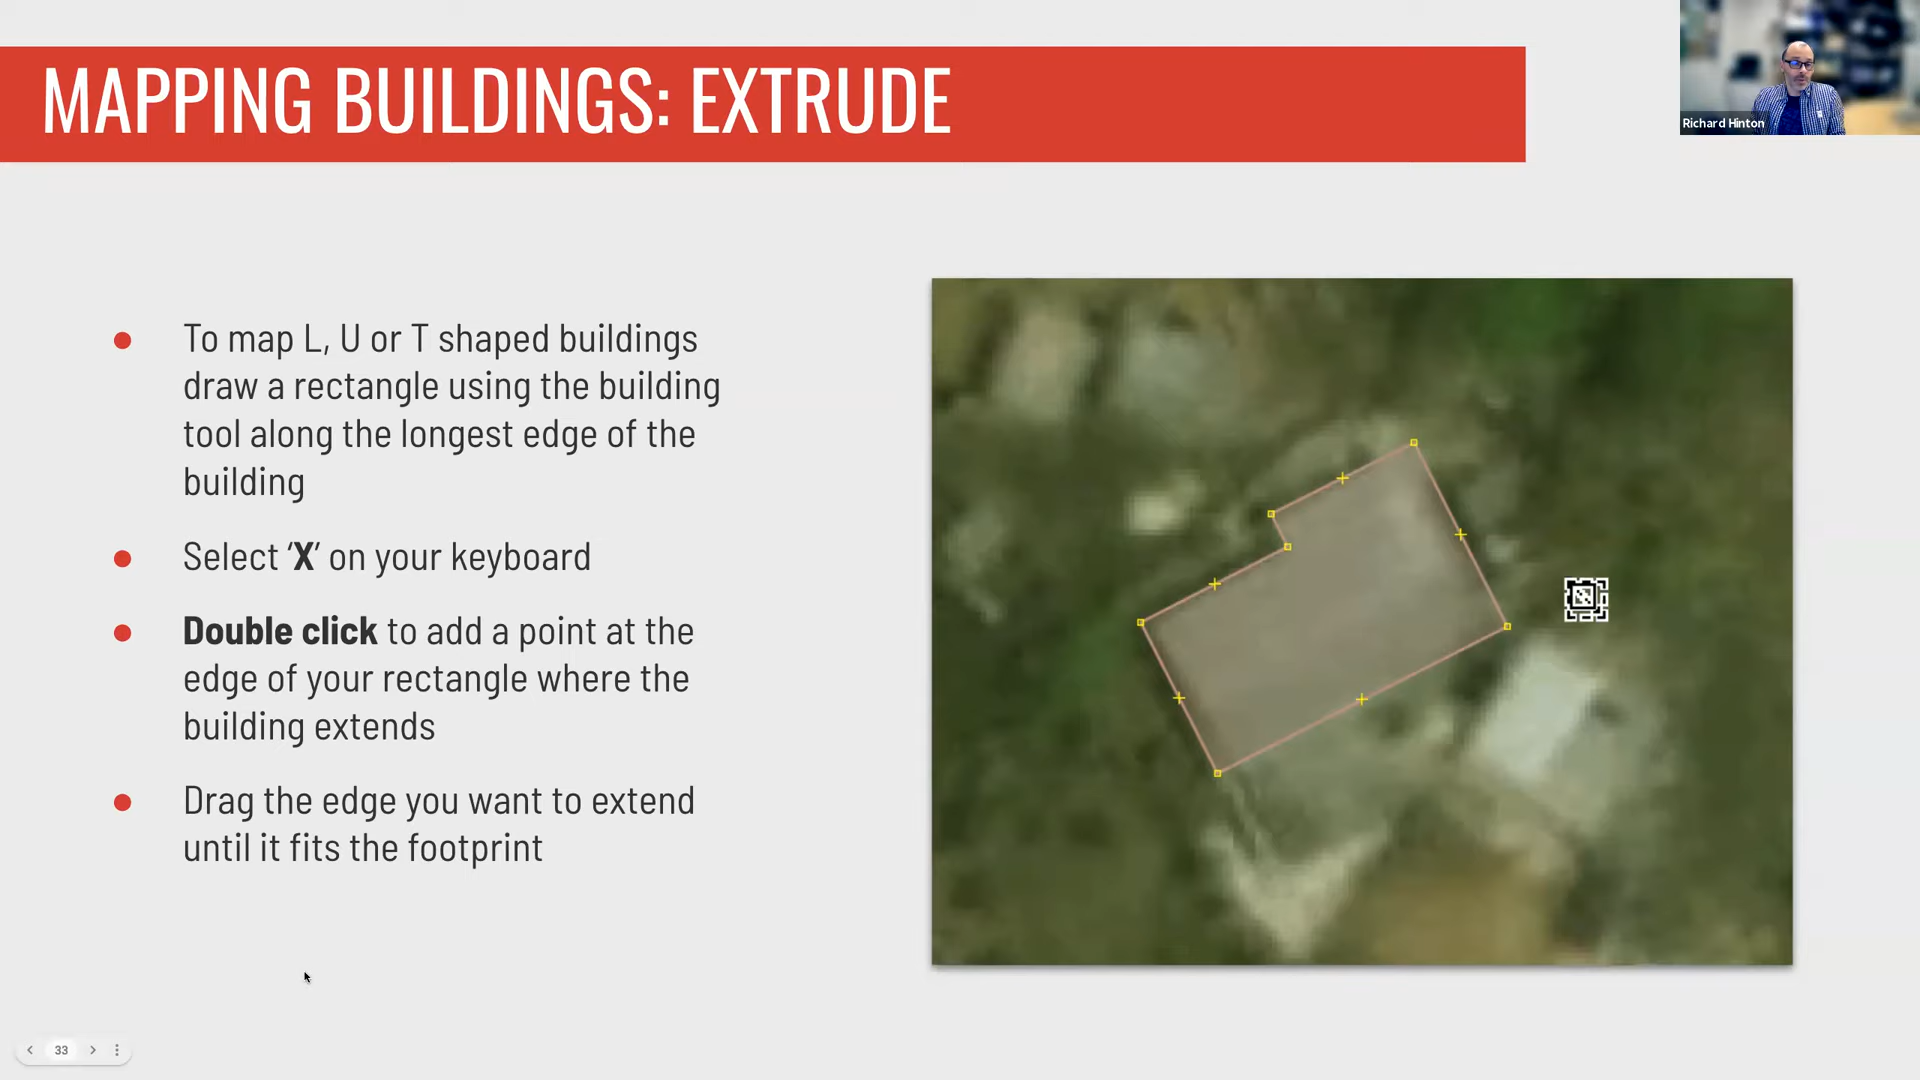 MAPPING BUILDINGS: EXTRUDE
Richard Hinton
To map L, U or T shaped buildings
draw a rectangle using the building
tool along the longest edge of the
building
Select ‘X’ on your keyboard
Double click to add a point at the
edge of your rectangle where the
building extends
Drag the edge you want to extend
until it fits the footprint
33